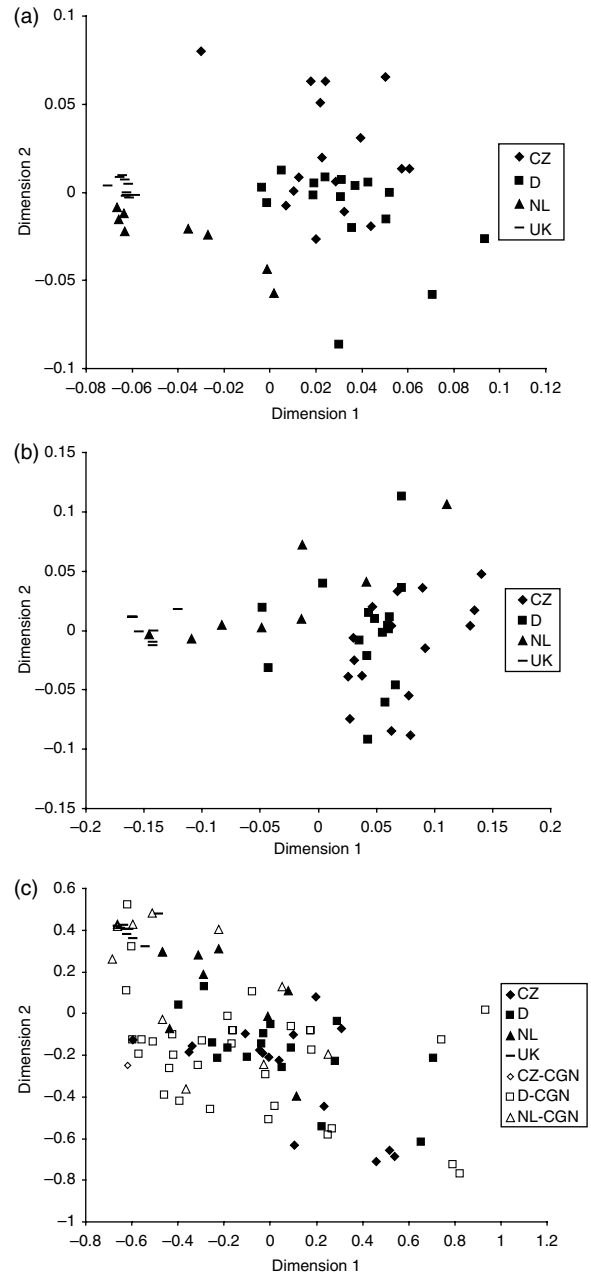 (a)
0.1
0.05
0
−0.05
−0.1
Dimension 2
−0.08 −0.06 −0.04 −0.02 0 0.02 0.04 0.06 0.08 0.1 0.12
Dimension 1
CZ
D
NL
UK
(b)
0.15
0.1
0.05
0
−0.05
−0.1
−0.15
Dimension 2
−0.2 −0.15 −0.1 −0.05 0 0.05 0.1 0.15 0.2
Dimension 1
CZ
D
NL
UK
(c)
0.6
0.4
0.2
0
−0.2
−0.4
−0.6
−0.8
−1
Dimension 2
−0.8 −0.6 −0.4 −0.2 0 0.2 0.4 0.6 0.8 1 1.2
Dimension 1
CZ
D
NL
UK
CZ-CGN
D-CGN
NL-CGN